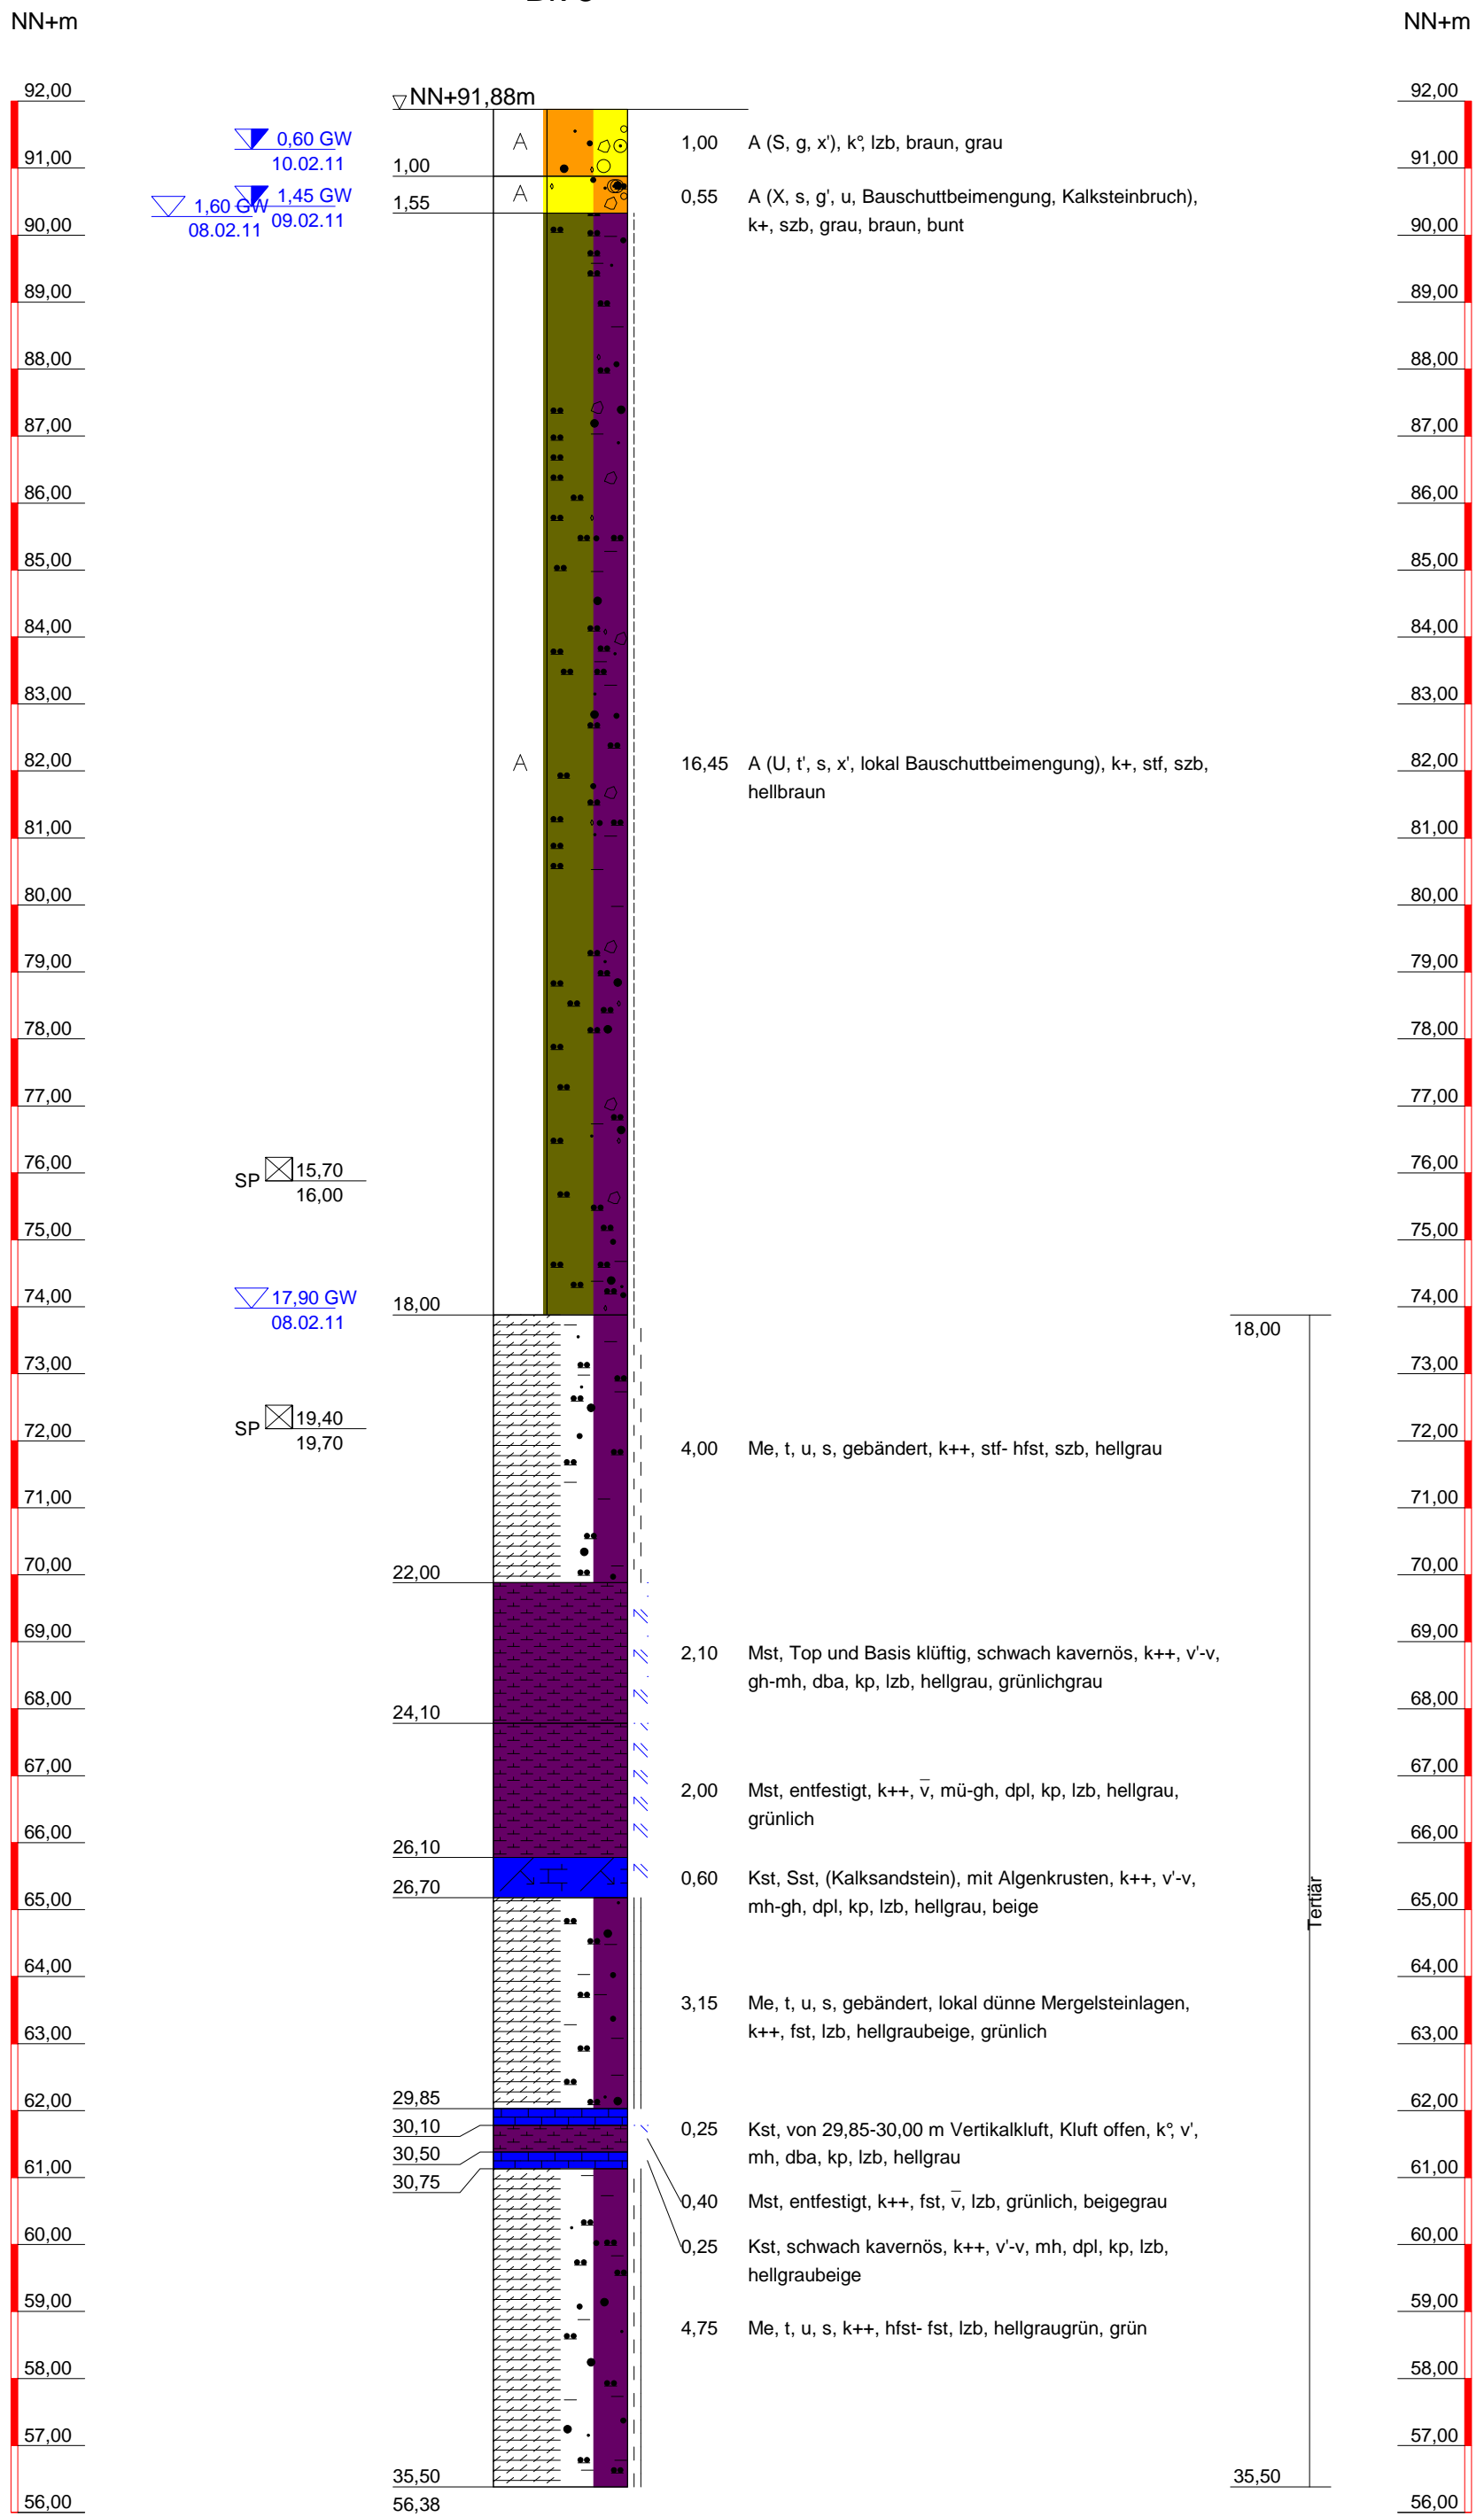 NN+m
NN+m
92,00
91,00
90,00
89,00
88,00
87,00
86,00
85,00
84,00
83,00
82,00
81,00
80,00
79,00
78,00
77,00
76,00
75,00
74,00
73,00
72,00
71,00
70,00
69,00
68,00
67,00
66,00
65,00
64,00
63,00
62,00
61,00
60,00
59,00
58,00
57,00
56,00
0,60 GW
10.02.11
1,45 GW
09.02.11
1,60 GW
08.02.11
SP 15,70
16,00
17,90 GW
08.02.11
SP 19,40
19,70
NN+91,88m
1,00
1,55
18,00
22,00
24,10
26,10
26,70
29,85
30,10
30,50
30,75
35,50
56,38
A
A
A
1,00 A (S, g, x'), k°, lzb, braun, grau
0,55 A (X, s, g', u, Bauschuttbeimengung, Kalksteinbruch),
k+, szb, grau, braun, bunt
16,45 A (U, t', s, x', lokal Bauschuttbeimengung), k+, stf, szb,
hellbraun
4,00 Me, t, u, s, gebändert, k++, stf- hfst, szb, hellgrau
2,10 Mst, Top und Basis klüftig, schwach kavernös, k++, v'-v,
gh-mh, dba, kp, lzb, hellgrau, grünlichgrau
2,00 Mst, entfestigt, k++, v̅, mü-gh, dpl, kp, lzb, hellgrau,
grünlich
0,60 Kst, Sst, (Kalksandstein), mit Algenkrusten, k++, v'-v,
mh-gh, dpl, kp, lzb, hellgrau, beige
3,15 Me, t, u, s, gebändert, lokal dünne Mergelsteinlagen,
k++, fst, lzb, hellgraubeige, grünlich
0,25 Kst, von 29,85-30,00 m Vertikalkluft, Kluft offen, k°, v',
mh, dba, kp, lzb, hellgrau
0,40 Mst, entfestigt, k++, fst, v̅, lzb, grünlich, beigegrau
0,25 Kst, schwach kavernös, k++, v'-v, mh, dpl, kp, lzb,
hellgraubeige
4,75 Me, t, u, s, k++, hfst- fst, lzb, hellgraugrün, grün
18,00
Tertiär
35,50
92,00
91,00
90,00
89,00
88,00
87,00
86,00
85,00
84,00
83,00
82,00
81,00
80,00
79,00
78,00
77,00
76,00
75,00
74,00
73,00
72,00
71,00
70,00
69,00
68,00
67,00
66,00
65,00
64,00
63,00
62,00
61,00
60,00
59,00
58,00
57,00
56,00